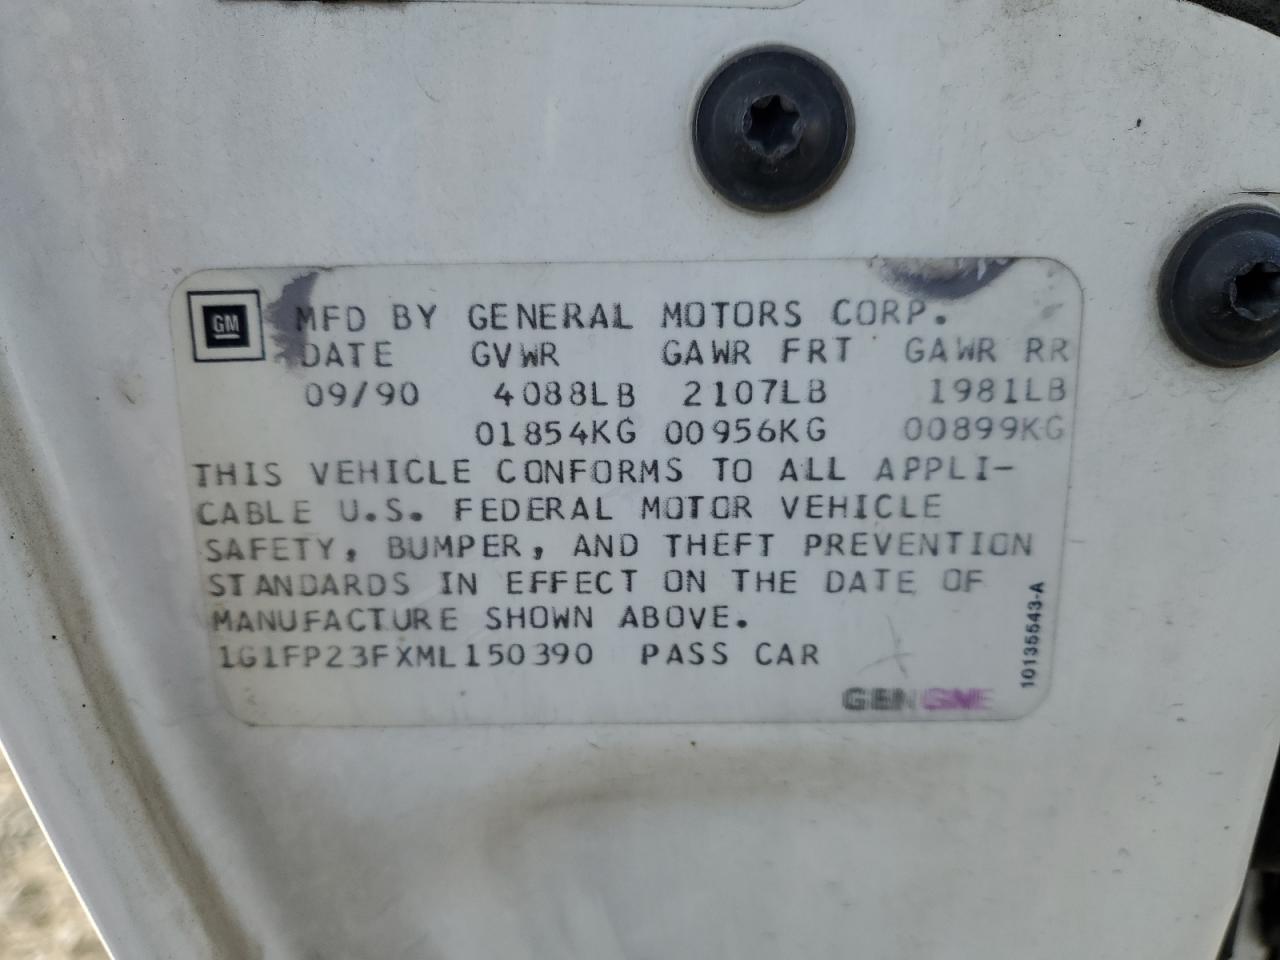 GM
MFD BY GENERAL MOTORS CORP.
DATE GVWR GAWR FRT GAWR RR
09/90 4088LB 2107LB 1981LB
01854KG 00956KG 00899KG
THIS VEHICLE CONFORMS TO ALL APPLI-
CABLE U.S. FEDERAL MOTOR VEHICLE
SAFETY, BUMPER, AND THEFT PREVENTION
STANDARDS IN EFFECT ON THE DATE OF
MANUFACTURE SHOWN ABOVE.
1G1FP23FXML150390 PASS CAR
10135543-A